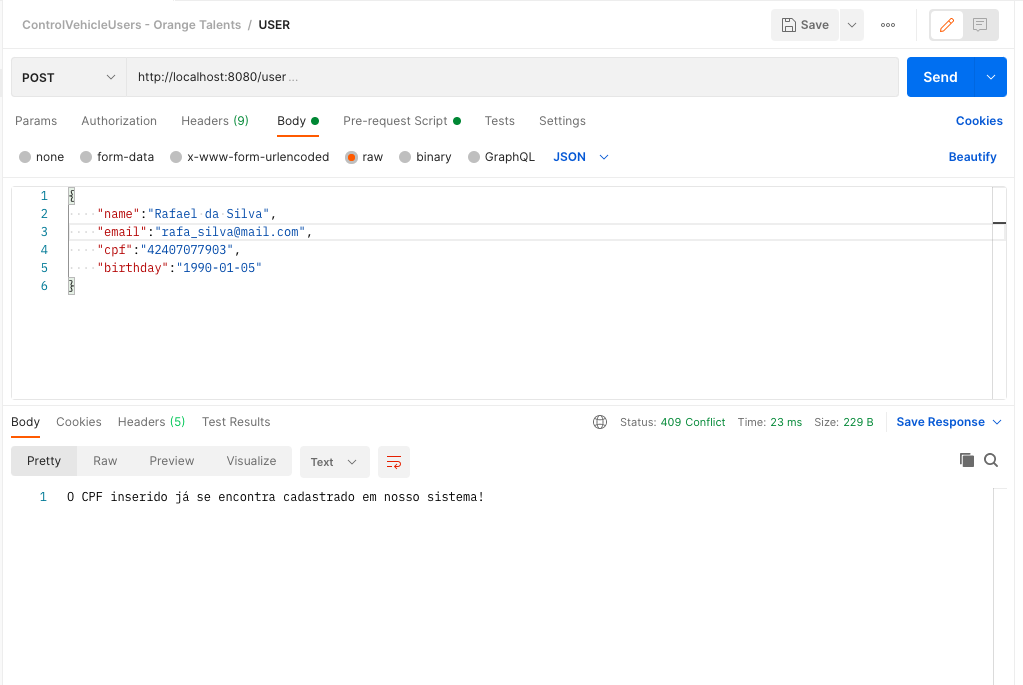 ControlVehicleUsers - Orange Talents / USER
Save
POST
http://localhost:8080/user ...
Send
Params Authorization Headers (9) Body Pre-request Script Tests Settings Cookies
none form-data x-www-form-urlencoded raw binary GraphQL JSON Beautify
1 {
2 "name":"Rafael da Silva",
3 "email":"rafa_silva@mail.com",
4 "cpf":"42407077903",
5 "birthday":"1990-01-05"
6 }
Body Cookies Headers (5) Test Results Status: 409 Conflict Time: 23 ms Size: 229 B Save Response
Pretty Raw Preview Visualize Text
1 O CPF inserido já se encontra cadastrado em nosso sistema!